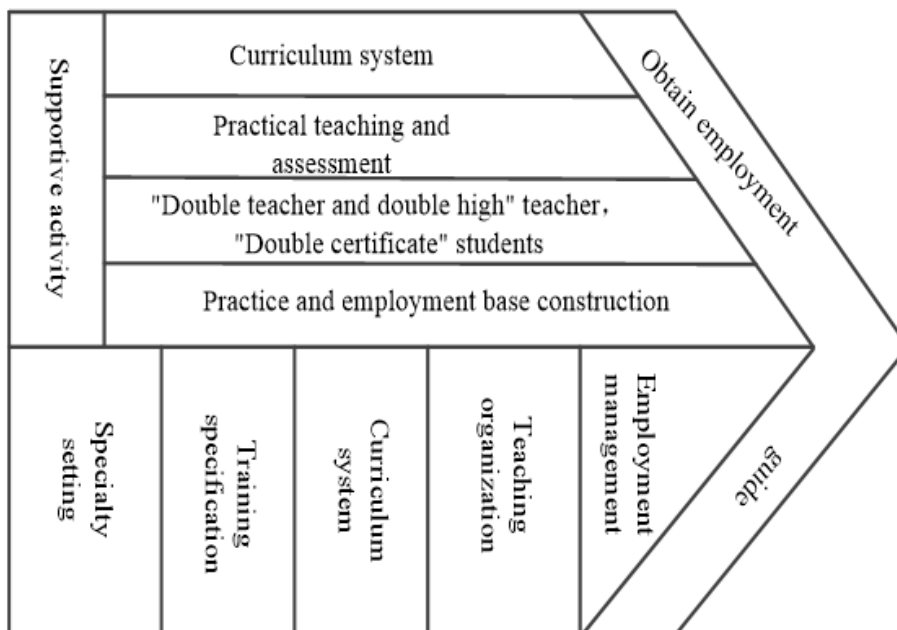 Supportive activity
Curriculum system
Practical teaching and
assessment
"Double teacher and double high" teacher,
"Double certificate" students
Practice and employment base construction
Obtain employment
guide
Specialty
setting
Training
specification
Curriculum
system
Teaching
organization
Employment
management